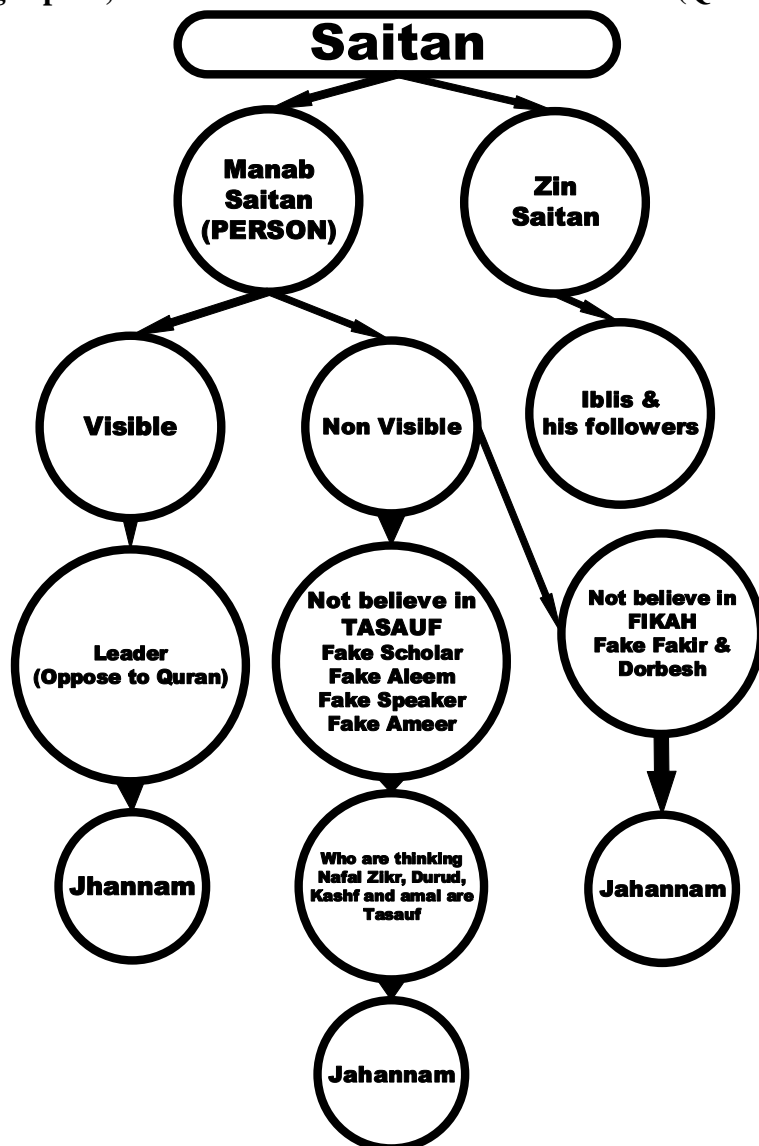 Saitan
Manab
Saitan
(PERSON)
Zin
Saitan
Visible
Non Visible
Iblis &
his followers
Leader
(Oppose to Quran)
Not believe in
TASAUF
Fake Scholar
Fake Aleem
Fake Speaker
Fake Ameer
Not believe in
FIKAH
Fake Fakir &
Dorbesh
Jhannam
Who are thinking
Nafal Zikr, Durud,
Kashf and amal are
Tasauf
Jahannam
Jahannam